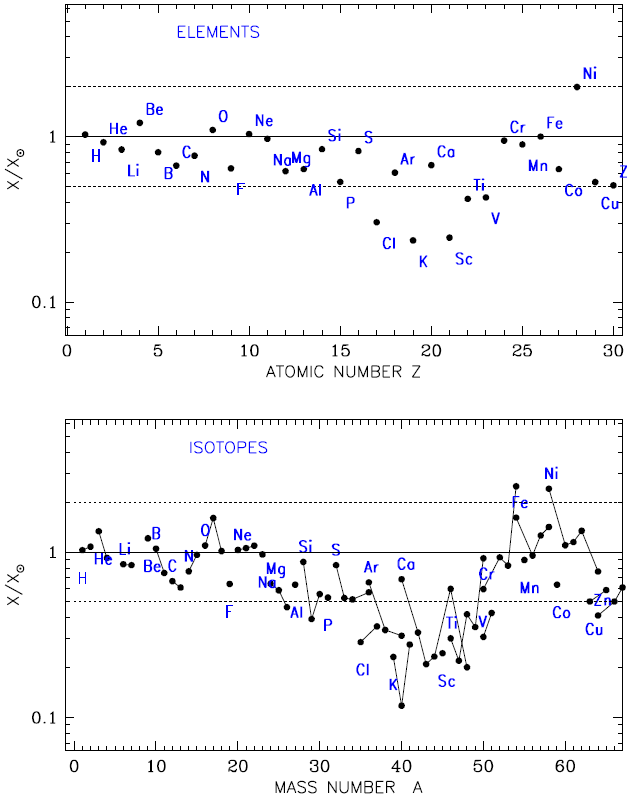 ELEMENTS
Ni
Be
O
Ne
He
Si
S
Cr
Fe
1
H
Li
B
C
N
F
Na
Mg
Al
P
Ar
Ca
Ti
V
Mn
Co
Cu
Z
Cl
K
Sc
X/X⊙
0.1
0 5 10 15 20 25 30
ATOMIC NUMBER Z
ISOTOPES
Ni
Fe
B
O
Ne
Li
Si
S
1
He
H
Be
C
N
F
Na
Mg
Al
P
Ar
Ca
Cr
Mn
Co
Zn
Cu
Ti
V
Cl
K
Sc
X/X⊙
0.1
0 10 20 30 40 50 60
MASS NUMBER A